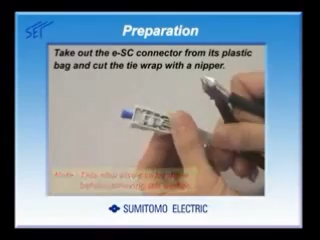 SEI
Preparation
Take out the e-SC connector from its plastic
bag and cut the tie wrap with a nipper.
SUMITOMO ELECTRIC